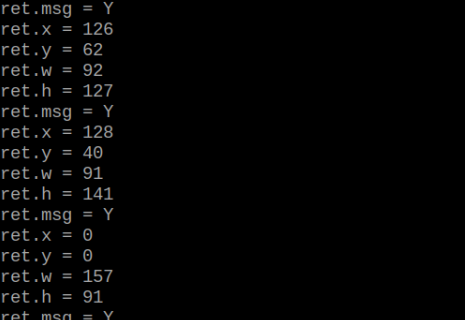 ret.msg = Y
ret.x = 126
ret.y = 62
ret.w = 92
ret.h = 127
ret.msg = Y
ret.x = 128
ret.y = 40
ret.w = 91
ret.h = 141
ret.msg = Y
ret.x = 0
ret.y = 0
ret.w = 157
ret.h = 91
ret.msg = Y